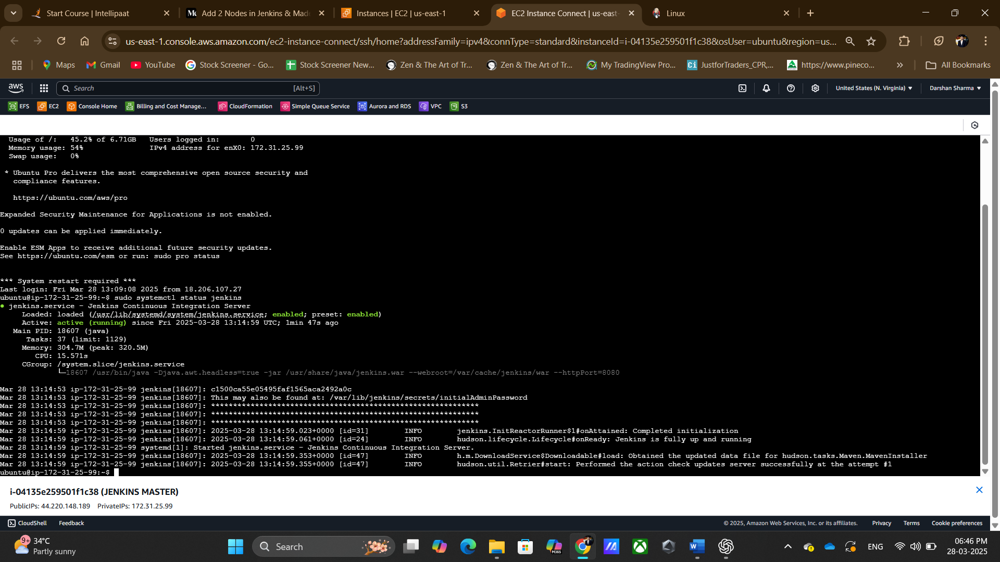 Start Course | Intellipaat
Add 2 Nodes in Jenkins & Made
Instances | EC2 | us-east-1
EC2 Instance Connect | us-east-
Linux
us-east-1.console.aws.amazon.com/ec2-instance-connect/ssh/home?addressFamily=ipv4&connType=standard&instanceId=i-04135e259501f1c38&osUser=ubuntu&region=us...
Maps
Gmail
YouTube
Stock Screener - Go...
Stock Screener New...
Zen & The Art of Tr...
Zen & The Art of Tr...
My TradingView Pro...
Ci JustforTraders_CPR,...
https://www.pineco...
All Bookmarks
aws
Search [Alt+S]
United States (N. Virginia)
Darshan Sharma
EFS
EC2
Console Home
Billing and Cost Manage...
CloudFormation
Simple Queue Service
Aurora and RDS
VPC
S3
Usage of /: 45.2% of 6.71GB Users logged in: 0
Memory usage: 54% IPv4 address for enX0: 172.31.25.99
Swap usage: 0%
* Ubuntu Pro delivers the most comprehensive open source security and
compliance features.
https://ubuntu.com/aws/pro
Expanded Security Maintenance for Applications is not enabled.
0 updates can be applied immediately.
Enable ESM Apps to receive additional future security updates.
See https://ubuntu.com/esm or run: sudo pro status
*** System restart required ***
Last login: Fri Mar 28 13:09:08 2025 from 18.206.107.27
ubuntu@ip-172-31-25-99:~$ sudo systemctl status jenkins
● jenkins.service - Jenkins Continuous Integration Server
Loaded: loaded (/usr/lib/systemd/system/jenkins.service; enabled; preset: enabled)
Active: active (running) since Fri 2025-03-28 13:14:59 UTC; 1min 47s ago
Main PID: 18607 (java)
Tasks: 37 (limit: 1129)
Memory: 304.7M (peak: 320.5M)
CPU: 15.571s
CGroup: /system.slice/jenkins.service
└─18607 /usr/bin/java -Djava.awt.headless=true -jar /usr/share/java/jenkins.war --webroot=/var/cache/jenkins/war --httpPort=8080
Mar 28 13:14:53 ip-172-31-25-99 jenkins[18607]: c1500ca55e05495faf1565aca2492a0c
Mar 28 13:14:53 ip-172-31-25-99 jenkins[18607]: This may also be found at: /var/lib/jenkins/secrets/initialAdminPassword
Mar 28 13:14:53 ip-172-31-25-99 jenkins[18607]: *************************************************************
Mar 28 13:14:53 ip-172-31-25-99 jenkins[18607]: *************************************************************
Mar 28 13:14:53 ip-172-31-25-99 jenkins[18607]: *************************************************************
Mar 28 13:14:59 ip-172-31-25-99 jenkins[18607]: 2025-03-28 13:14:59.023+0000 [id=31] INFO jenkins.InitReactorRunner$1#onAttained: Completed initialization
Mar 28 13:14:59 ip-172-31-25-99 jenkins[18607]: 2025-03-28 13:14:59.061+0000 [id=24] INFO hudson.lifecycle.Lifecycle#onReady: Jenkins is fully up and running
Mar 28 13:14:59 ip-172-31-25-99 systemd[1]: Started jenkins.service - Jenkins Continuous Integration Server.
Mar 28 13:14:59 ip-172-31-25-99 jenkins[18607]: 2025-03-28 13:14:59.353+0000 [id=47] INFO h.m.DownloadService$Downloadable#load: Obtained the updated data file for hudson.tasks.Maven.MavenInstaller
Mar 28 13:14:59 ip-172-31-25-99 jenkins[18607]: 2025-03-28 13:14:59.355+0000 [id=47] INFO hudson.util.Retrier#start: Performed the action check updates server successfully at the attempt #1
ubuntu@ip-172-31-25-99:~$
i-04135e259501f1c38 (JENKINS MASTER)
PublicIPs: 44.220.148.189 PrivateIPs: 172.31.25.99
CloudShell Feedback © 2025, Amazon Web Services, Inc. or its affiliates. Privacy Terms Cookie preferences
9+ 34°C
Partly sunny
Search
M365
ENG
06:46 PM
28-03-2025